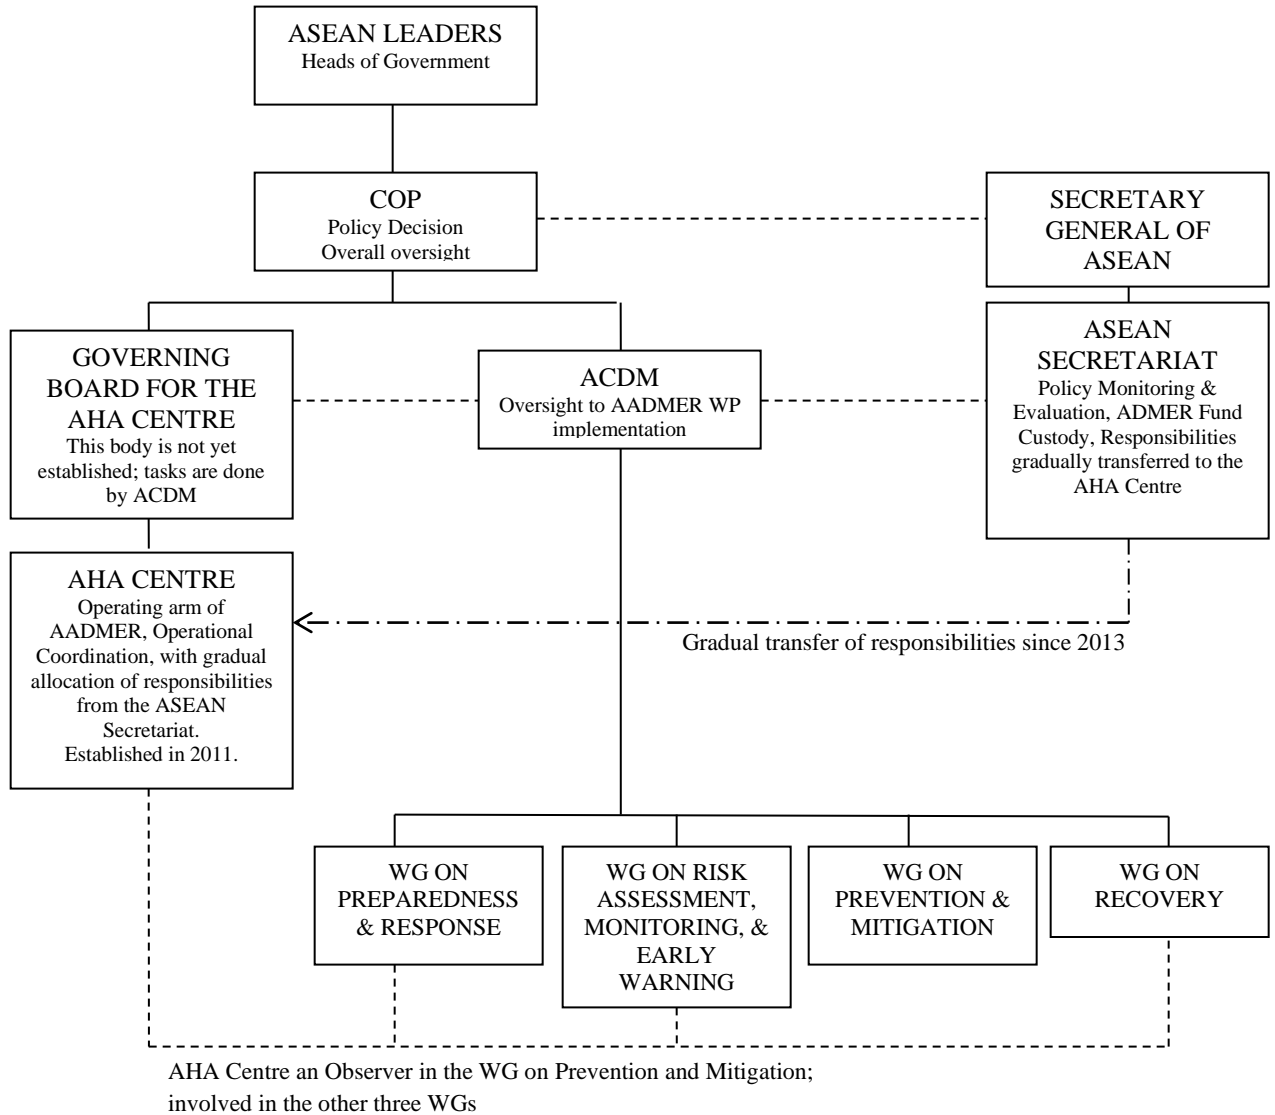 ASEAN LEADERS
Heads of Government
COP
Policy Decision
Overall oversight
SECRETARY
GENERAL OF
ASEAN
GOVERNING
BOARD FOR THE
AHA CENTRE
This body is not yet
established; tasks are done
by ACDM
ACDM
Oversight to AADMER WP
implementation
ASEAN
SECRETARIAT
Policy Monitoring &
Evaluation, ADMER Fund
Custody, Responsibilities
gradually transferred to the
AHA Centre
AHA CENTRE
Operating arm of
AADMER, Operational
Coordination, with gradual
allocation of responsibilities
from the ASEAN
Secretariat.
Established in 2011.
Gradual transfer of responsibilities since 2013
WG ON
PREPAREDNESS
& RESPONSE
WG ON RISK
ASSESSMENT,
MONITORING, &
EARLY
WARNING
WG ON
PREVENTION &
MITIGATION
WG ON
RECOVERY
AHA Centre an Observer in the WG on Prevention and Mitigation;
involved in the other three WGs